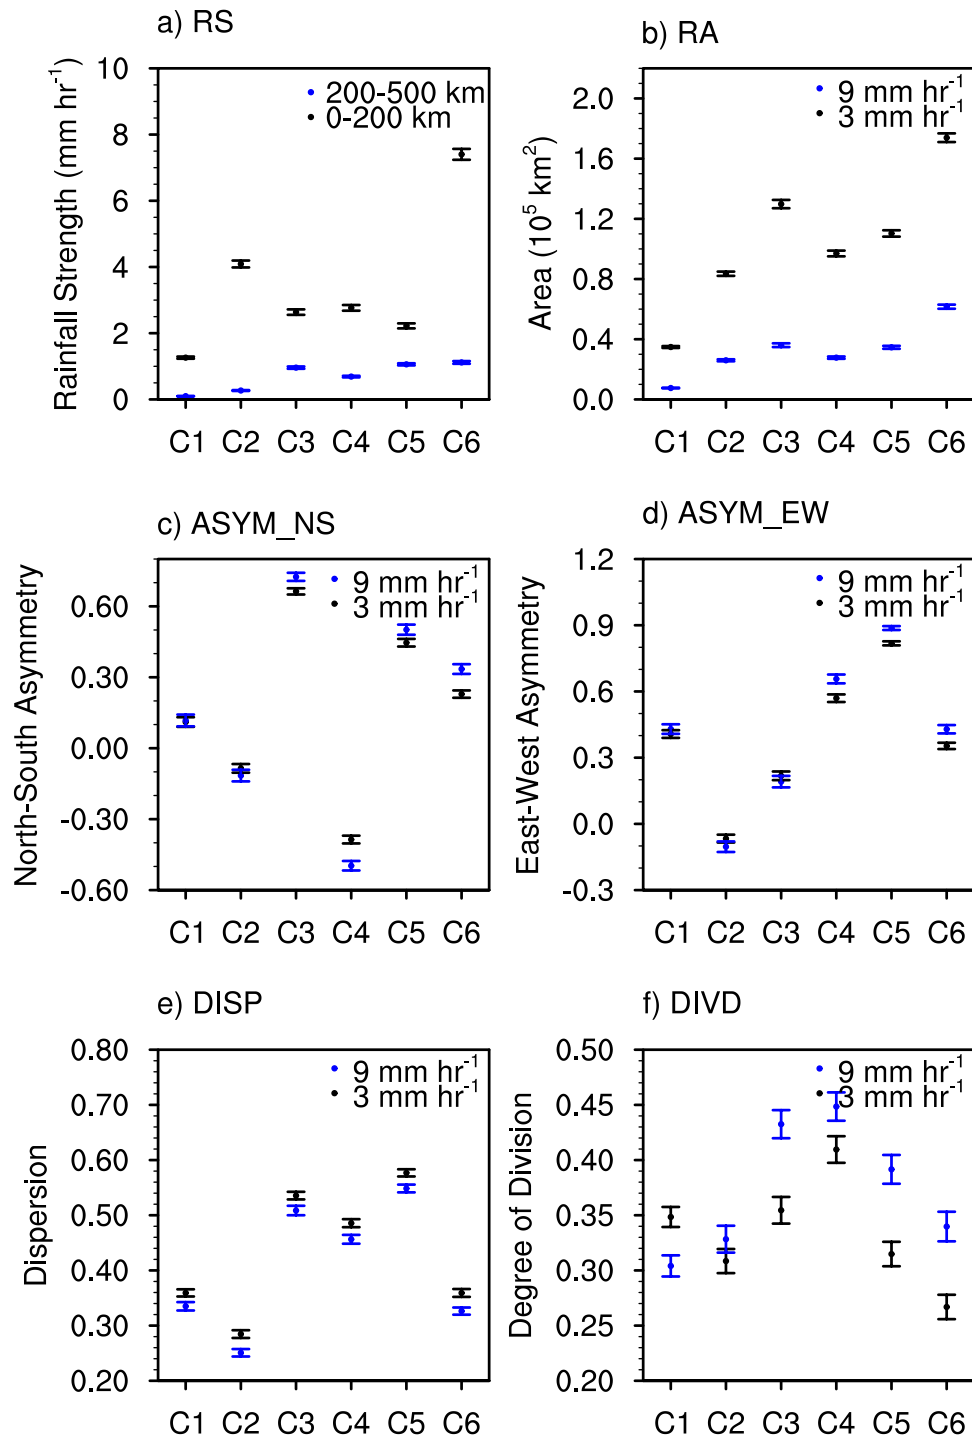 a) RS
Rainfall Strength (mm hr⁻¹)
10
8
6
4
2
0
200-500 km
0-200 km
C1 C2 C3 C4 C5 C6
b) RA
Area (10⁵ km²)
2.0
1.6
1.2
0.8
0.4
0.0
9 mm hr⁻¹
3 mm hr⁻¹
C1 C2 C3 C4 C5 C6
c) ASYM_NS
North-South Asymmetry
0.60
0.30
0.00
-0.30
-0.60
9 mm hr⁻¹
3 mm hr⁻¹
C1 C2 C3 C4 C5 C6
d) ASYM_EW
East-West Asymmetry
1.2
0.9
0.6
0.3
0.0
-0.3
9 mm hr⁻¹
3 mm hr⁻¹
C1 C2 C3 C4 C5 C6
e) DISP
Dispersion
0.80
0.70
0.60
0.50
0.40
0.30
0.20
9 mm hr⁻¹
3 mm hr⁻¹
C1 C2 C3 C4 C5 C6
f) DIVD
Degree of Division
0.50
0.45
0.40
0.35
0.30
0.25
0.20
9 mm hr⁻¹
3 mm hr⁻¹
C1 C2 C3 C4 C5 C6